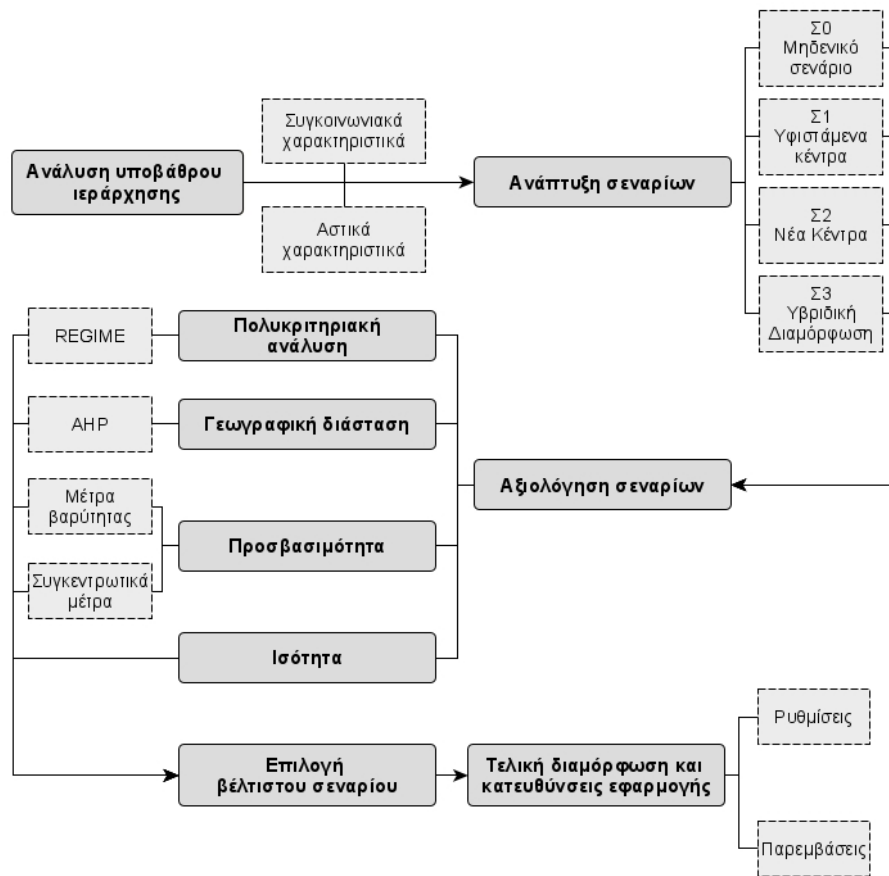 Ανάλυση υποβάθρου
ιεράρχησης
Συγκοινωνιακά
χαρακτηριστικά
Αστικά
χαρακτηριστικά
Ανάπτυξη σεναρίων
Σ0
Μηδενικό
σενάριο
Σ1
Υφιστάμενα
κέντρα
Σ2
Νέα Κέντρα
Σ3
Υβριδική
Διαμόρφωση
REGIME
Πολυκριτηριακή
ανάλυση
AHP
Γεωγραφική διάσταση
Μέτρα
βαρύτητας
Συγκεντρωτικά
μέτρα
Προσβασιμότητα
Ισότητα
Αξιολόγηση σεναρίων
Επιλογή
βέλτιστου σεναρίου
Τελική διαμόρφωση και
κατευθύνσεις εφαρμογής
Ρυθμίσεις
Παρεμβάσεις